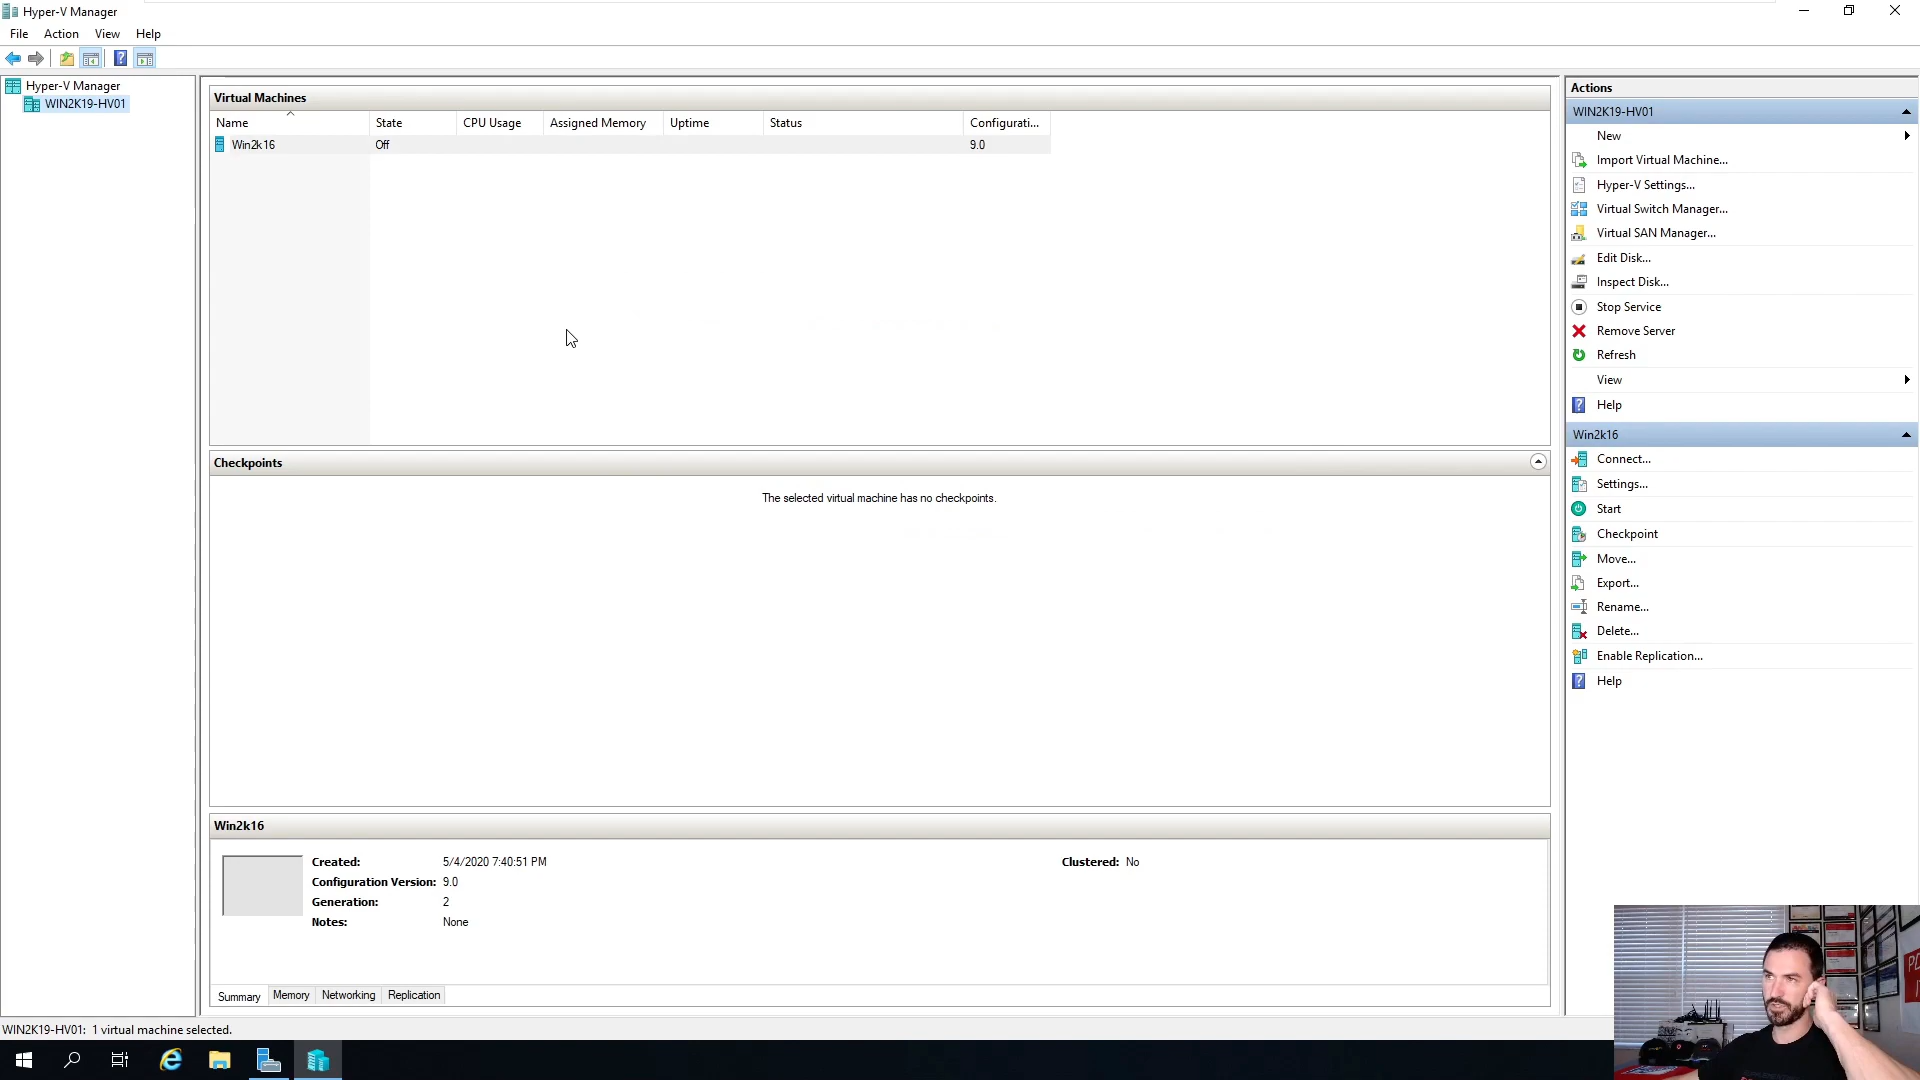 Hyper-V Manager
File Action View Help
Hyper-V Manager
WIN2K19-HV01
Virtual Machines
Name State CPU Usage Assigned Memory Uptime Status Configurati...
Win2k16 Off 9.0
Checkpoints
The selected virtual machine has no checkpoints.
Win2k16
Created: 5/4/2020 7:40:51 PM Clustered: No
Configuration Version: 9.0
Generation: 2
Notes: None
Summary Memory Networking Replication
Actions
WIN2K19-HV01
New
Import Virtual Machine...
Hyper-V Settings...
Virtual Switch Manager...
Virtual SAN Manager...
Edit Disk...
Inspect Disk...
Stop Service
Remove Server
Refresh
View
Help
Win2k16
Connect...
Settings...
Start
Checkpoint
Move...
Export...
Rename...
Delete...
Enable Replication...
Help
WIN2K19-HV01: 1 virtual machine selected.